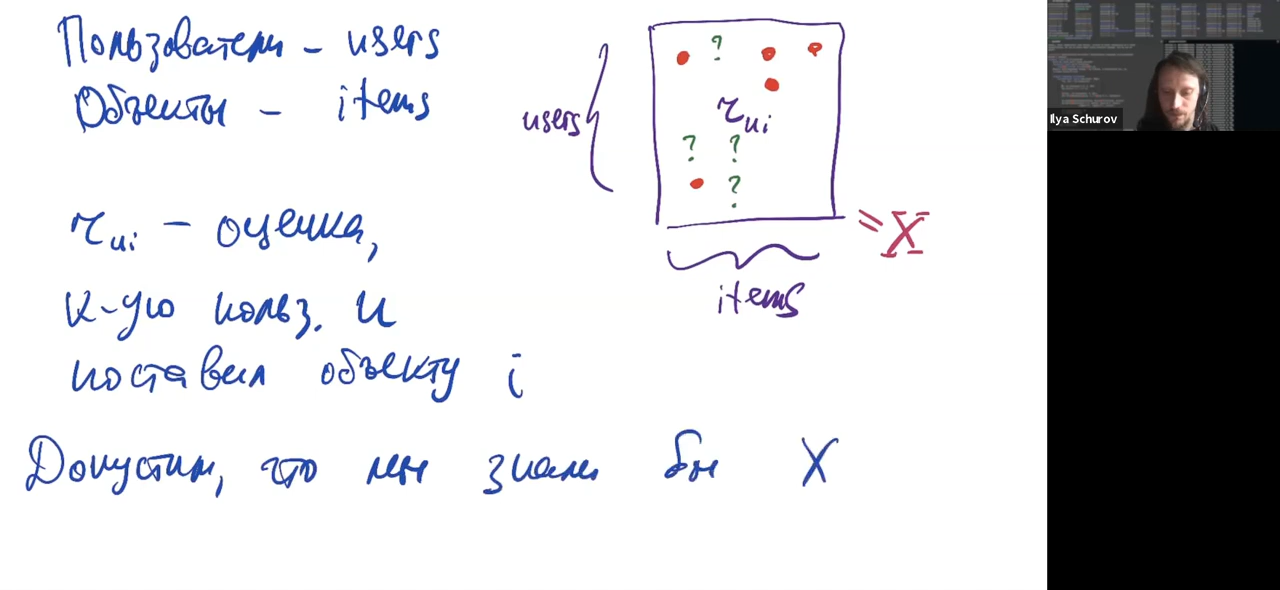 Пользователи – users
Объекты – items
r_ui – оценка,
к-ую польз. u
поставил объекту i
Допустим, что мы знали бы X
? 
users
r_ui
? ?
?
= X
items
Ilya Schurov